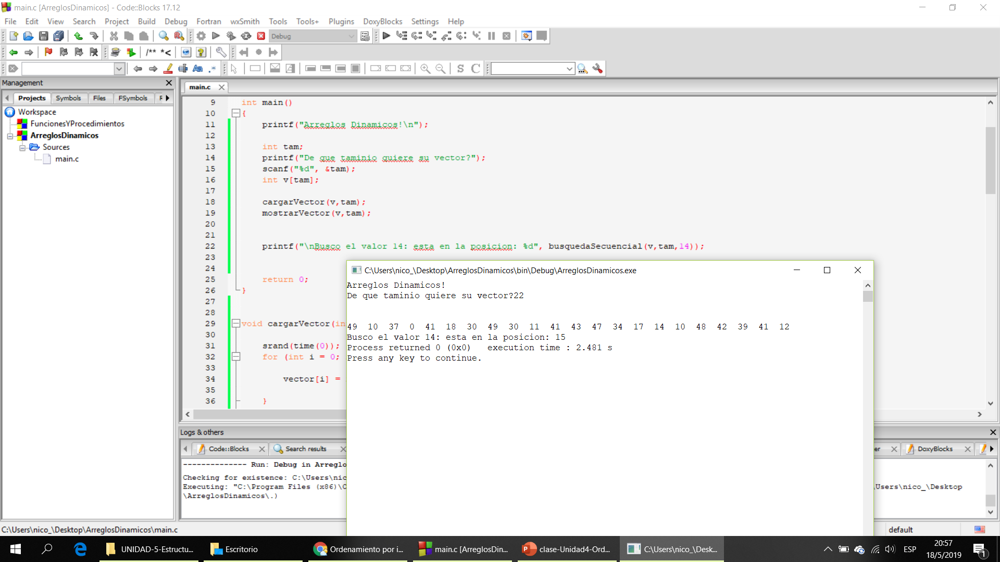 main.c [ArreglosDinamicos] - Code::Blocks 17.12
File Edit View Search Project Build Debug Fortran wxSmith Tools Tools+ Plugins DoxyBlocks Settings Help
Debug
/** *<
Management
Projects Symbols Files FSymbols
Workspace
FuncionesYProcedimientos
ArreglosDinamicos
Sources
main.c
main.c
9 int main()
10 {
11 printf("Arreglos Dinamicos!\n");
12
13 int tam;
14 printf("De que taminio quiere su vector?");
15 scanf("%d", &tam);
16 int v[tam];
17
18 cargarVector(v,tam);
19 mostrarVector(v,tam);
20
21
22 printf("\nBusco el valor 14: esta en la posicion: %d", busquedaSecuencial(v,tam,14));
23
24
25 return 0;
26 }
27
28
29 void cargarVector(in
30
31 srand(time(0));
32 for (int i = 0;
33
34 vector[i] =
35
36 }
C:\Users\nico_\Desktop\ArreglosDinamicos\bin\Debug\ArreglosDinamicos.exe
Arreglos Dinamicos!
De que taminio quiere su vector?22
49 10 37 0 41 18 30 49 30 11 41 43 47 34 17 14 10 48 42 39 41 12
Busco el valor 14: esta en la posicion: 15
Process returned 0 (0x0) execution time : 2.481 s
Press any key to continue.
Logs & others
Code::Blocks Search results er DoxyBlocks
-------------- Run: Debug in Arreglo
Checking for existence: C:\Users\nic
Executing: "C:\Program Files (x86)\C \Users\nico_\Desktop
\ArreglosDinamicos\.)
C:\Users\nico_\Desktop\ArreglosDinamicos\main.c default
UNIDAD-5-Estructu... Escritorio Ordenamiento por i... main.c [ArreglosDin... clase-Unidad4-Ord... C:\Users\nico_\Desk... ESP 20:57
18/5/2019
1